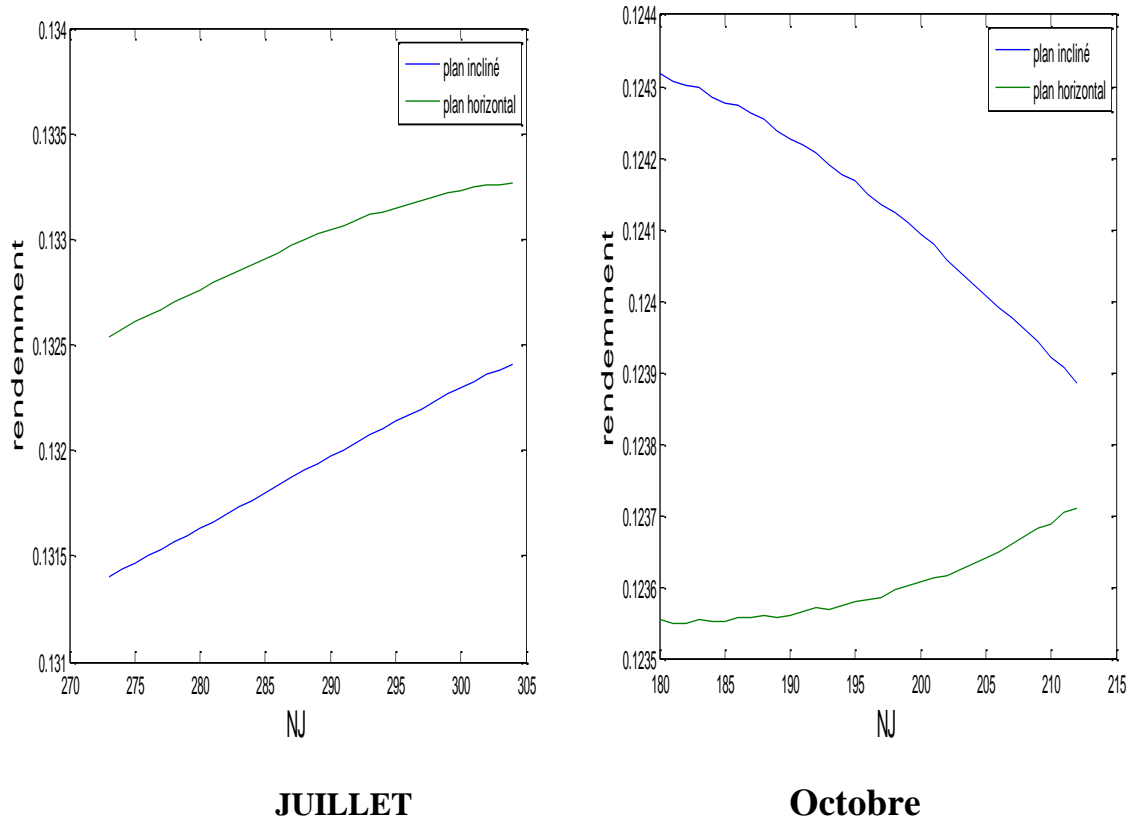 0.134
0.1335
0.133
0.1325
0.132
0.1315
0.131
rendemment
270 275 280 285 290 295 300 305
NJ
plan incliné
plan horizontal
JUILLET
0.1244
0.1243
0.1242
0.1241
0.124
0.1239
0.1238
0.1237
0.1236
0.1235
rendemment
180 185 190 195 200 205 210 215
NJ
plan incliné
plan horizontal
Octobre